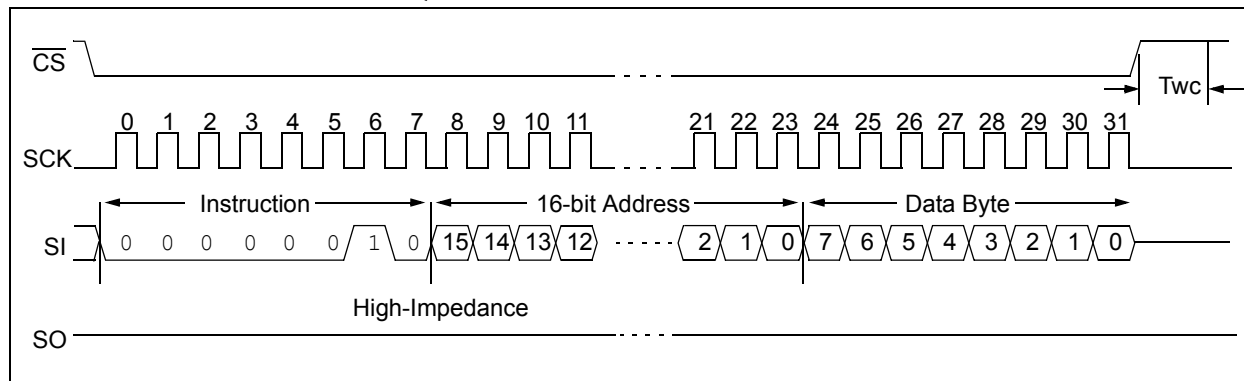 CS
Twc
0 1 2 3 4 5 6 7 8 9 10 11 21 22 23 24 25 26 27 28 29 30 31
SCK
Instruction 16-bit Address Data Byte
SI 0 0 0 0 0 0 1 0 15 14 13 12 2 1 0 7 6 5 4 3 2 1 0
High-Impedance
SO